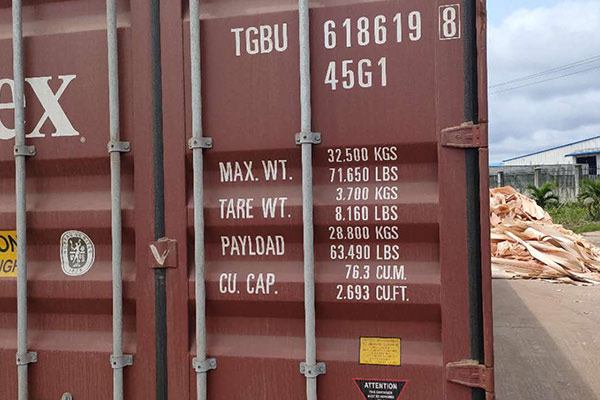 TGBU 618619 8
45G1
ex
MAX. WT. 32.500 KGS
71.650 LBS
TARE WT. 3.700 KGS
8.160 LBS
PAYLOAD 28.800 KGS
63.490 LBS
CU. CAP. 76.3 CU.M.
2.693 CU.FT.
ATTENTION